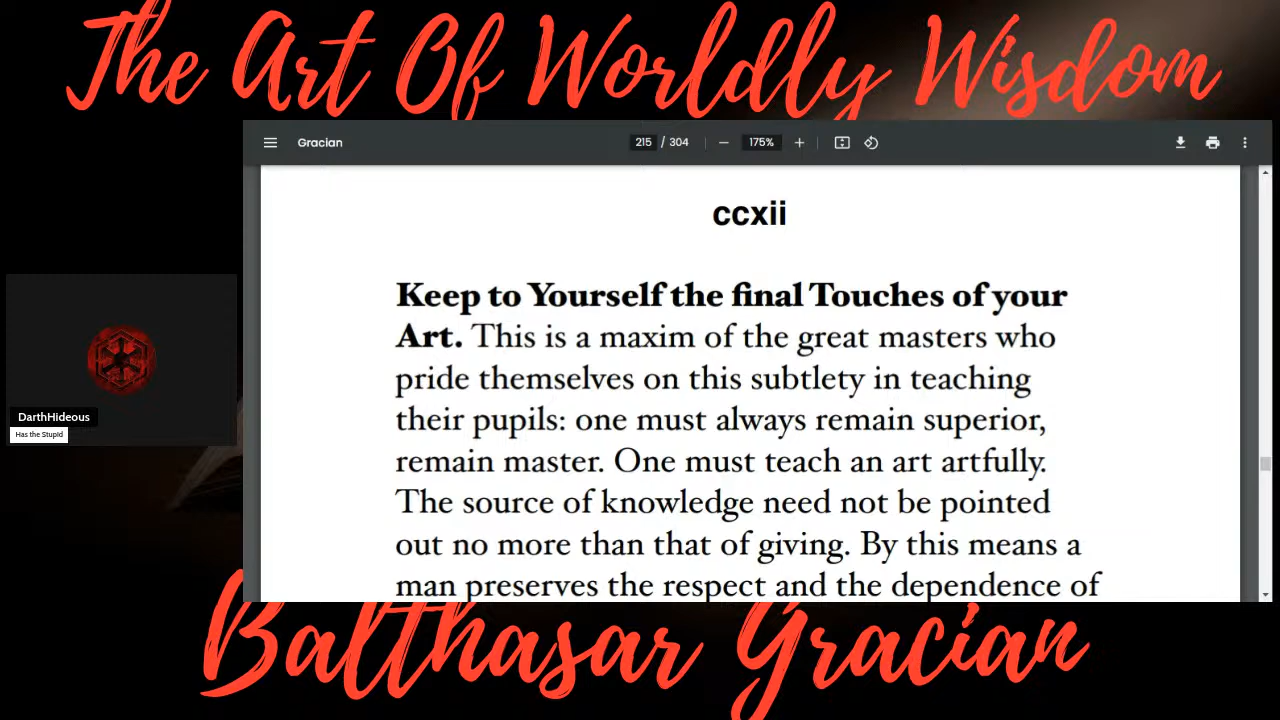 The Art Of Worldly Wisdom
Gracian
215 / 304
175%
ccxii
Keep to Yourself the final Touches of your
Art. This is a maxim of the great masters who
pride themselves on this subtlety in teaching
their pupils: one must always remain superior,
remain master. One must teach an art artfully.
The source of knowledge need not be pointed
out no more than that of giving. By this means a
man preserves the respect and the dependence of
DarthHideous
Has the Stupid
Balthasar Gracian